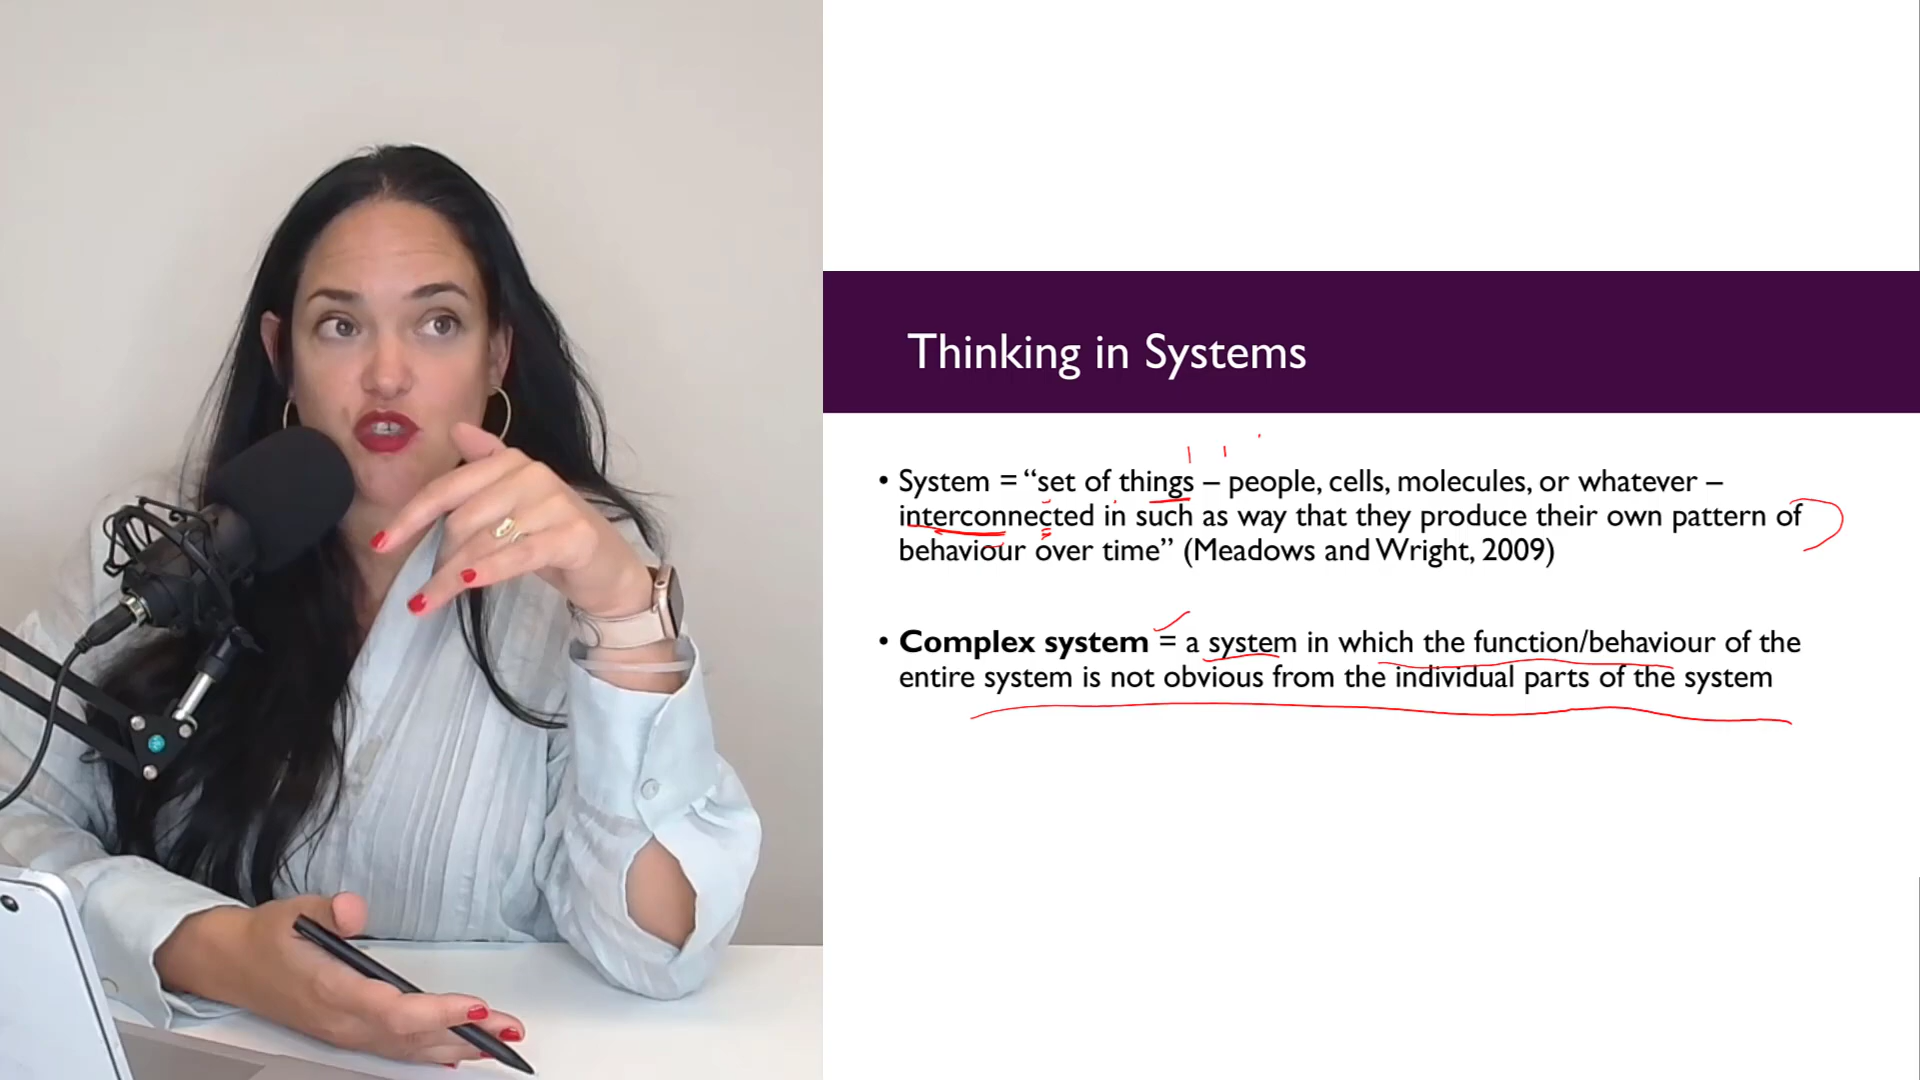 Thinking in Systems
• System = “set of things – people, cells, molecules, or whatever –
interconnected in such as way that they produce their own pattern of
behaviour over time” (Meadows and Wright, 2009)
• Complex system = a system in which the function/behaviour of the
entire system is not obvious from the individual parts of the system